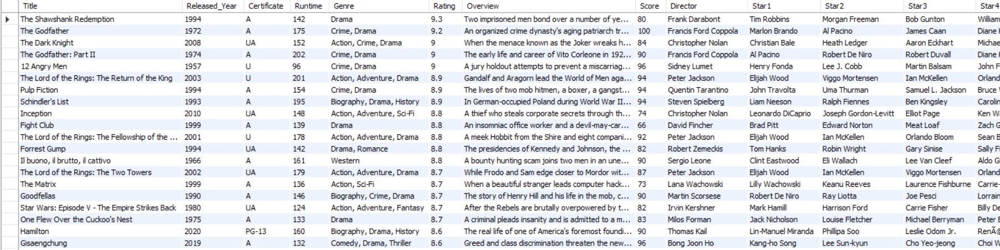 Title Released_Year Certificate Runtime Genre Rating Overview Score Director Star1 Star2 Star3 Star4
The Shawshank Redemption 1994 A 142 Drama 9.3 Two imprisoned men bond over a number of ye... 80 Frank Darabont Tim Robbins Morgan Freeman Bob Gunton William
The Godfather 1972 A 175 Crime, Drama 9.2 An organized crime dynasty's aging patriarch tr... 100 Francis Ford Coppola Marlon Brando Al Pacino James Caan Diane
The Dark Knight 2008 UA 152 Action, Crime, Drama 9 When the menace known as the Joker wreaks h... 84 Christopher Nolan Christian Bale Heath Ledger Aaron Eckhart Michae
The Godfather: Part II 1974 A 202 Crime, Drama 9 The early life and career of Vito Corleone in 192... 90 Francis Ford Coppola Al Pacino Robert De Niro Robert Duvall Diane
12 Angry Men 1957 U 96 Crime, Drama 9 A jury holdout attempts to prevent a miscarriag... 96 Sidney Lumet Henry Fonda Lee J. Cobb Martin Balsam John F
The Lord of the Rings: The Return of the King 2003 U 201 Action, Adventure, Drama 8.9 Gandalf and Aragorn lead the World of Men aga... 94 Peter Jackson Elijah Wood Viggo Mortensen Ian McKellen Orland
Pulp Fiction 1994 A 154 Crime, Drama 8.9 The lives of two mob hitmen, a boxer, a gangst... 94 Quentin Tarantino John Travolta Uma Thurman Samuel L. Jackson Bruce
Schindler's List 1993 A 195 Biography, Drama, History 8.9 In German-occupied Poland during World War II... 94 Steven Spielberg Liam Neeson Ralph Fiennes Ben Kingsley Carolin
Inception 2010 UA 148 Action, Adventure, Sci-Fi 8.8 A thief who steals corporate secrets through th... 74 Christopher Nolan Leonardo DiCaprio Joseph Gordon-Levitt Elliot Page Ken W
Fight Club 1999 A 139 Drama 8.8 An insomniac office worker and a devil-may-car... 66 David Fincher Brad Pitt Edward Norton Meat Loaf Zach G
The Lord of the Rings: The Fellowship of the ... 2001 U 178 Action, Adventure, Drama 8.8 A meek Hobbit from the Shire and eight compani... 92 Peter Jackson Elijah Wood Ian McKellen Orlando Bloom Sean B
Forrest Gump 1994 UA 142 Drama, Romance 8.8 The presidencies of Kennedy and Johnson, the ... 82 Robert Zemeckis Tom Hanks Robin Wright Gary Sinise Sally Fi
Il buono, il brutto, il cattivo 1966 A 161 Western 8.8 A bounty hunting scam joins two men in an une... 90 Sergio Leone Clint Eastwood Eli Wallach Lee Van Cleef Aldo G
The Lord of the Rings: The Two Towers 2002 UA 179 Action, Adventure, Drama 8.7 While Frodo and Sam edge closer to Mordor wit... 87 Peter Jackson Elijah Wood Ian McKellen Viggo Mortensen Orland
The Matrix 1999 A 136 Action, Sci-Fi 8.7 When a beautiful stranger leads computer hack... 73 Lana Wachowski Lilly Wachowski Keanu Reeves Laurence Fishburne Carrie-
Goodfellas 1990 A 146 Biography, Crime, Drama 8.7 The story of Henry Hill and his life in the mob, c... 90 Martin Scorsese Robert De Niro Ray Liotta Joe Pesci Lorrain
Star Wars: Episode V - The Empire Strikes Back 1980 UA 124 Action, Adventure, Fantasy 8.7 After the Rebels are brutally overpowered by t... 82 Irvin Kershner Mark Hamill Harrison Ford Carrie Fisher Billy De
One Flew Over the Cuckoo's Nest 1975 A 133 Drama 8.7 A criminal pleads insanity and is admitted to a m... 83 Milos Forman Jack Nicholson Louise Fletcher Michael Berryman Peter
Hamilton 2020 PG-13 160 Biography, Drama, History 8.6 The real life of one of America's foremost foundi... 90 Thomas Kail Lin-Manuel Miranda Phillipa Soo Leslie Odom Jr. RenÃ©
Gisaengchung 2019 A 132 Comedy, Drama, Thriller 8.6 Greed and class discrimination threaten the new... 96 Bong Joon Ho Kang-ho Song Lee Sun-kyun Cho Yeo-jeong Choi W